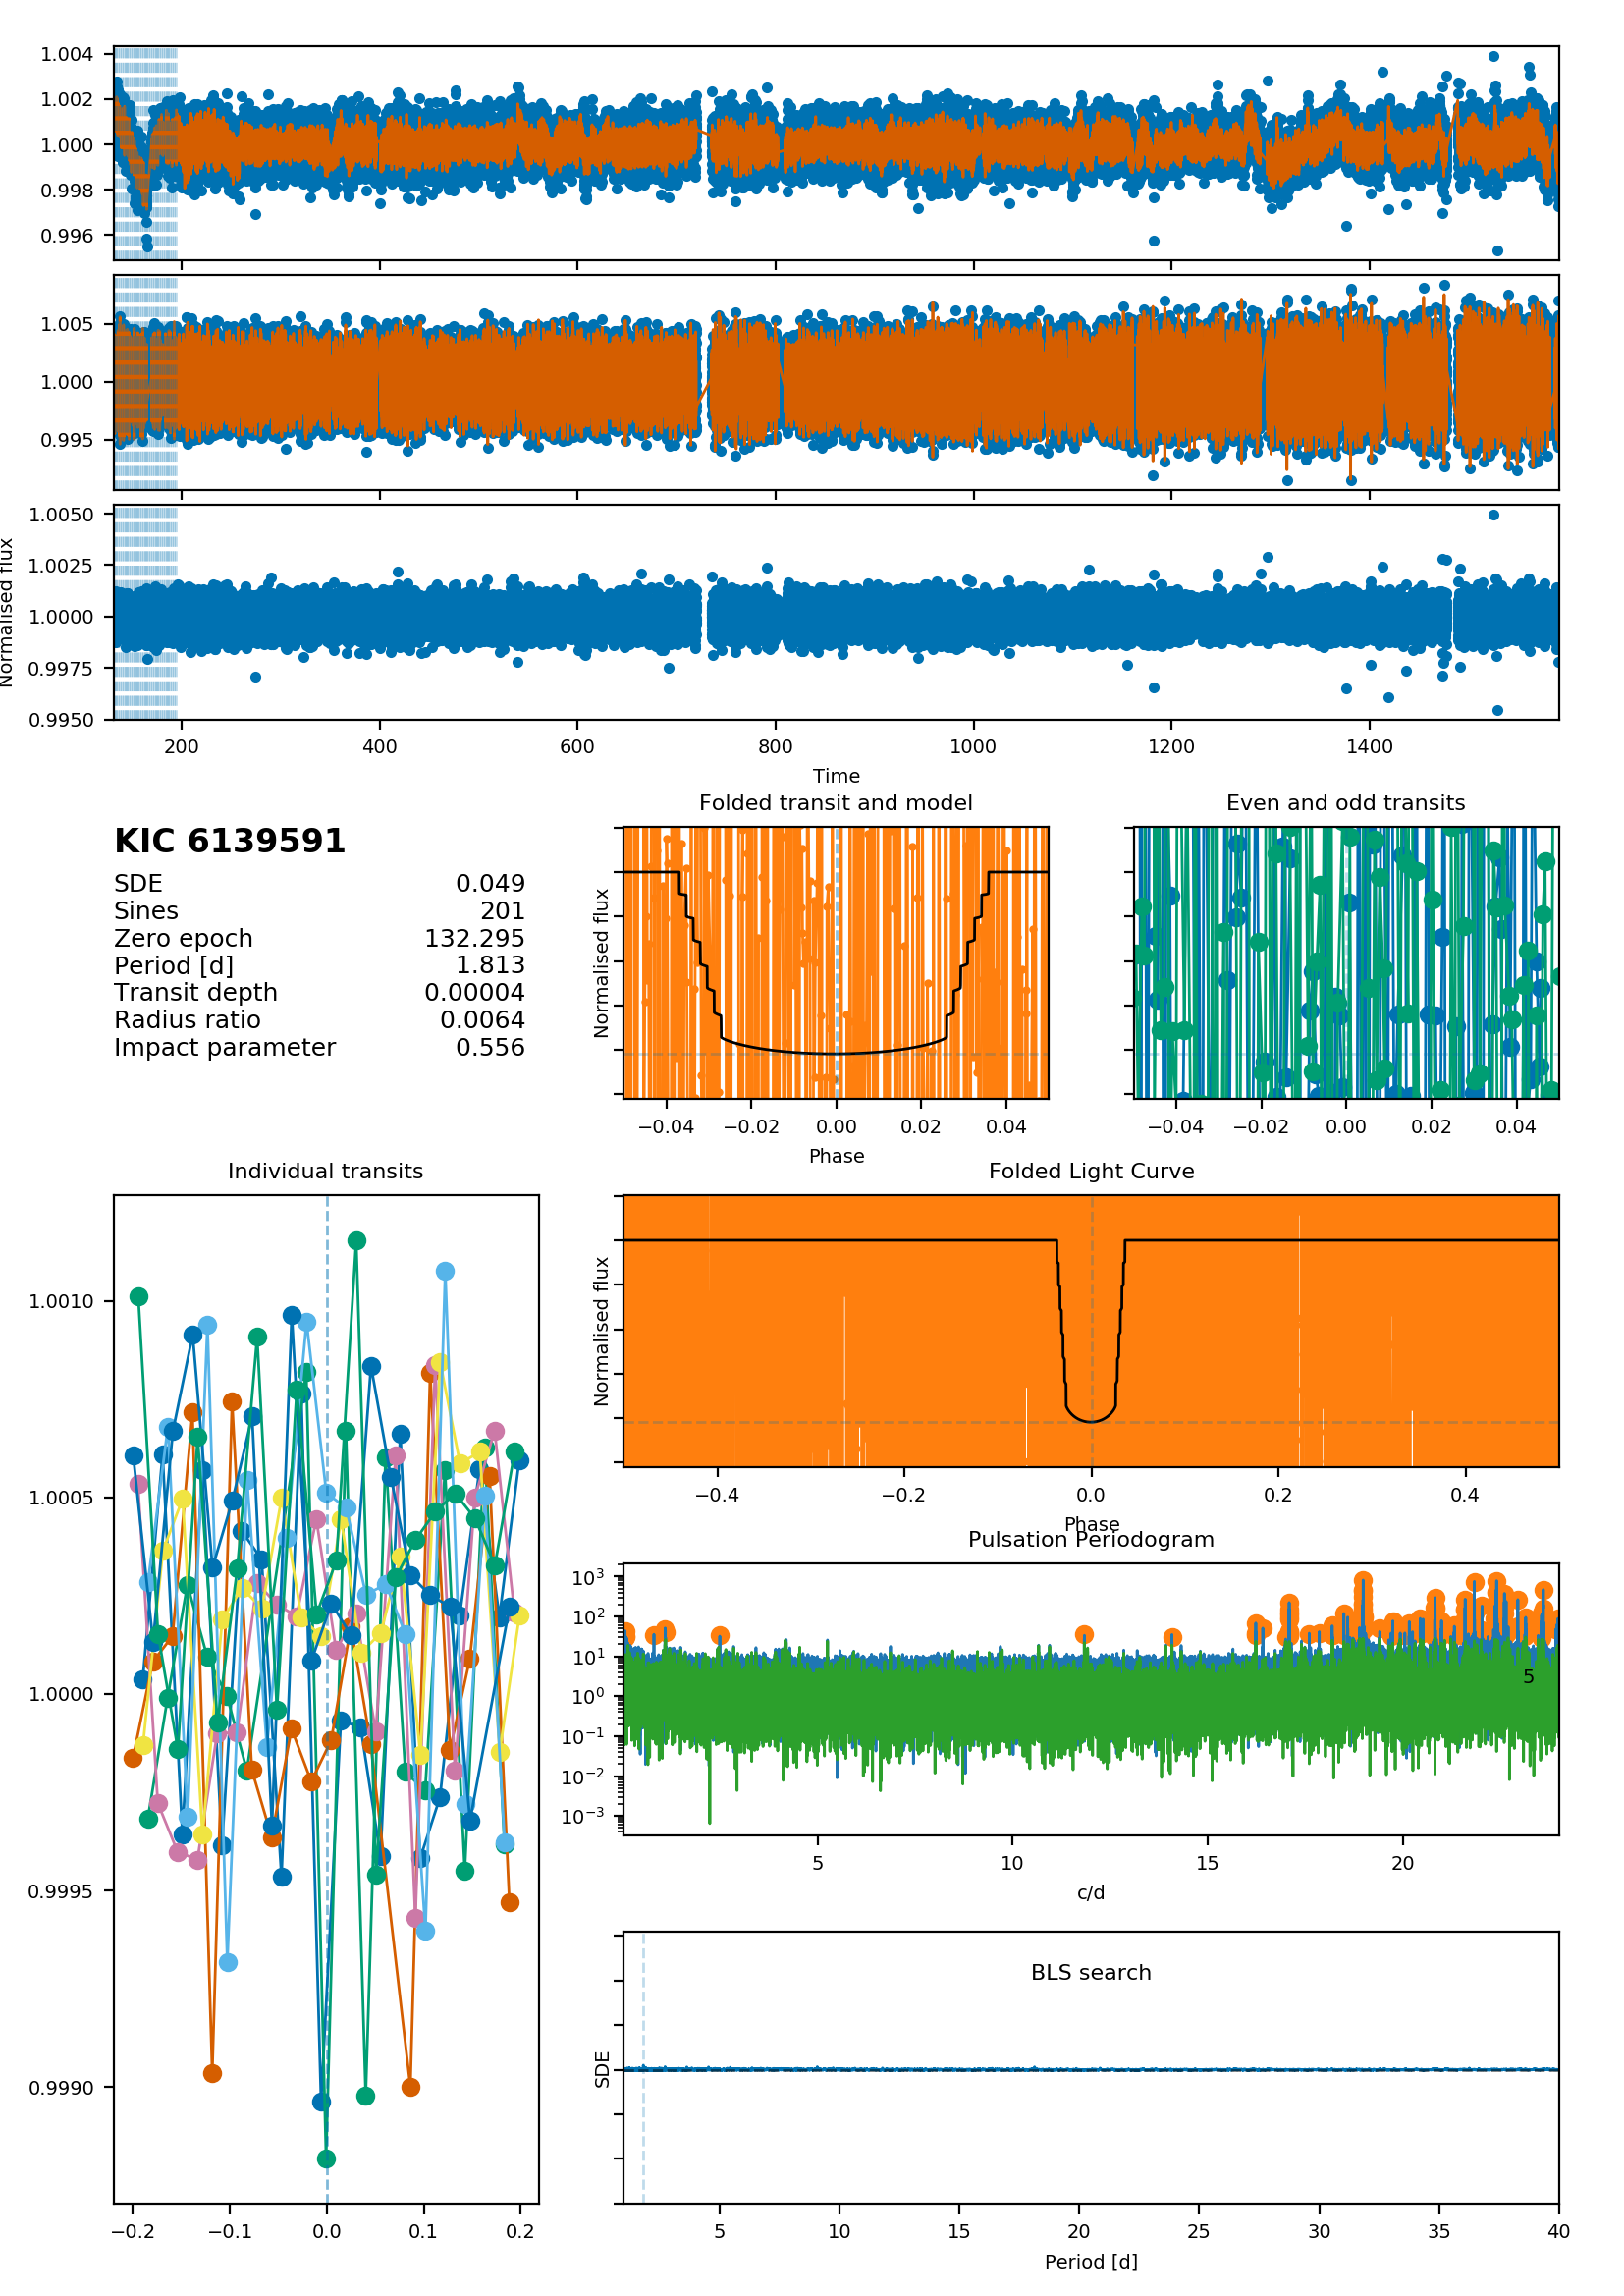 1.004
1.002
1.000
0.998
0.996
1.005
1.000
0.995
1.0050
1.0025
1.0000
0.9975
0.9950
Normalised flux
200 400 600 800 1000 1200 1400
Time
KIC 6139591
SDE 0.049
Sines 201
Zero epoch 132.295
Period [d] 1.813
Transit depth 0.00004
Radius ratio 0.0064
Impact parameter 0.556
Folded transit and model
Normalised flux
−0.04 −0.02 0.00 0.02 0.04
Phase
Even and odd transits
−0.04 −0.02 0.00 0.02 0.04
Individual transits
1.0010
1.0005
1.0000
0.9995
0.9990
−0.2 −0.1 0.0 0.1 0.2
Folded Light Curve
Normalised flux
−0.4 −0.2 0.0 0.2 0.4
Phase
Pulsation Periodogram
10³
10²
10¹
10⁰
10⁻¹
10⁻²
10⁻³
5
5 10 15 20
c/d
BLS search
SDE
5 10 15 20 25 30 35 40
Period [d]